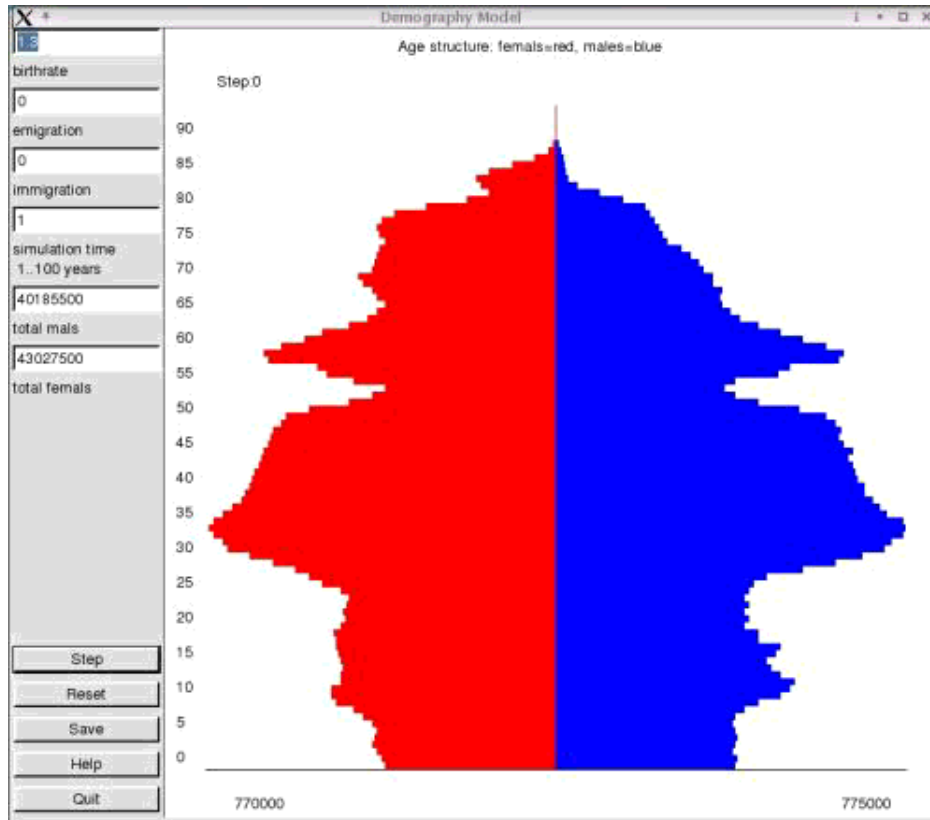 Demography Model
1.3
birthrate
0
emigration
0
immigration
1
simulation time
1..100 years
40185500
total mals
43027500
total femals
Step
Reset
Save
Help
Quit
Age structure: femals=red, males=blue
Step:0
90
85
80
75
70
65
60
55
50
45
40
35
30
25
20
15
10
5
0
770000 775000